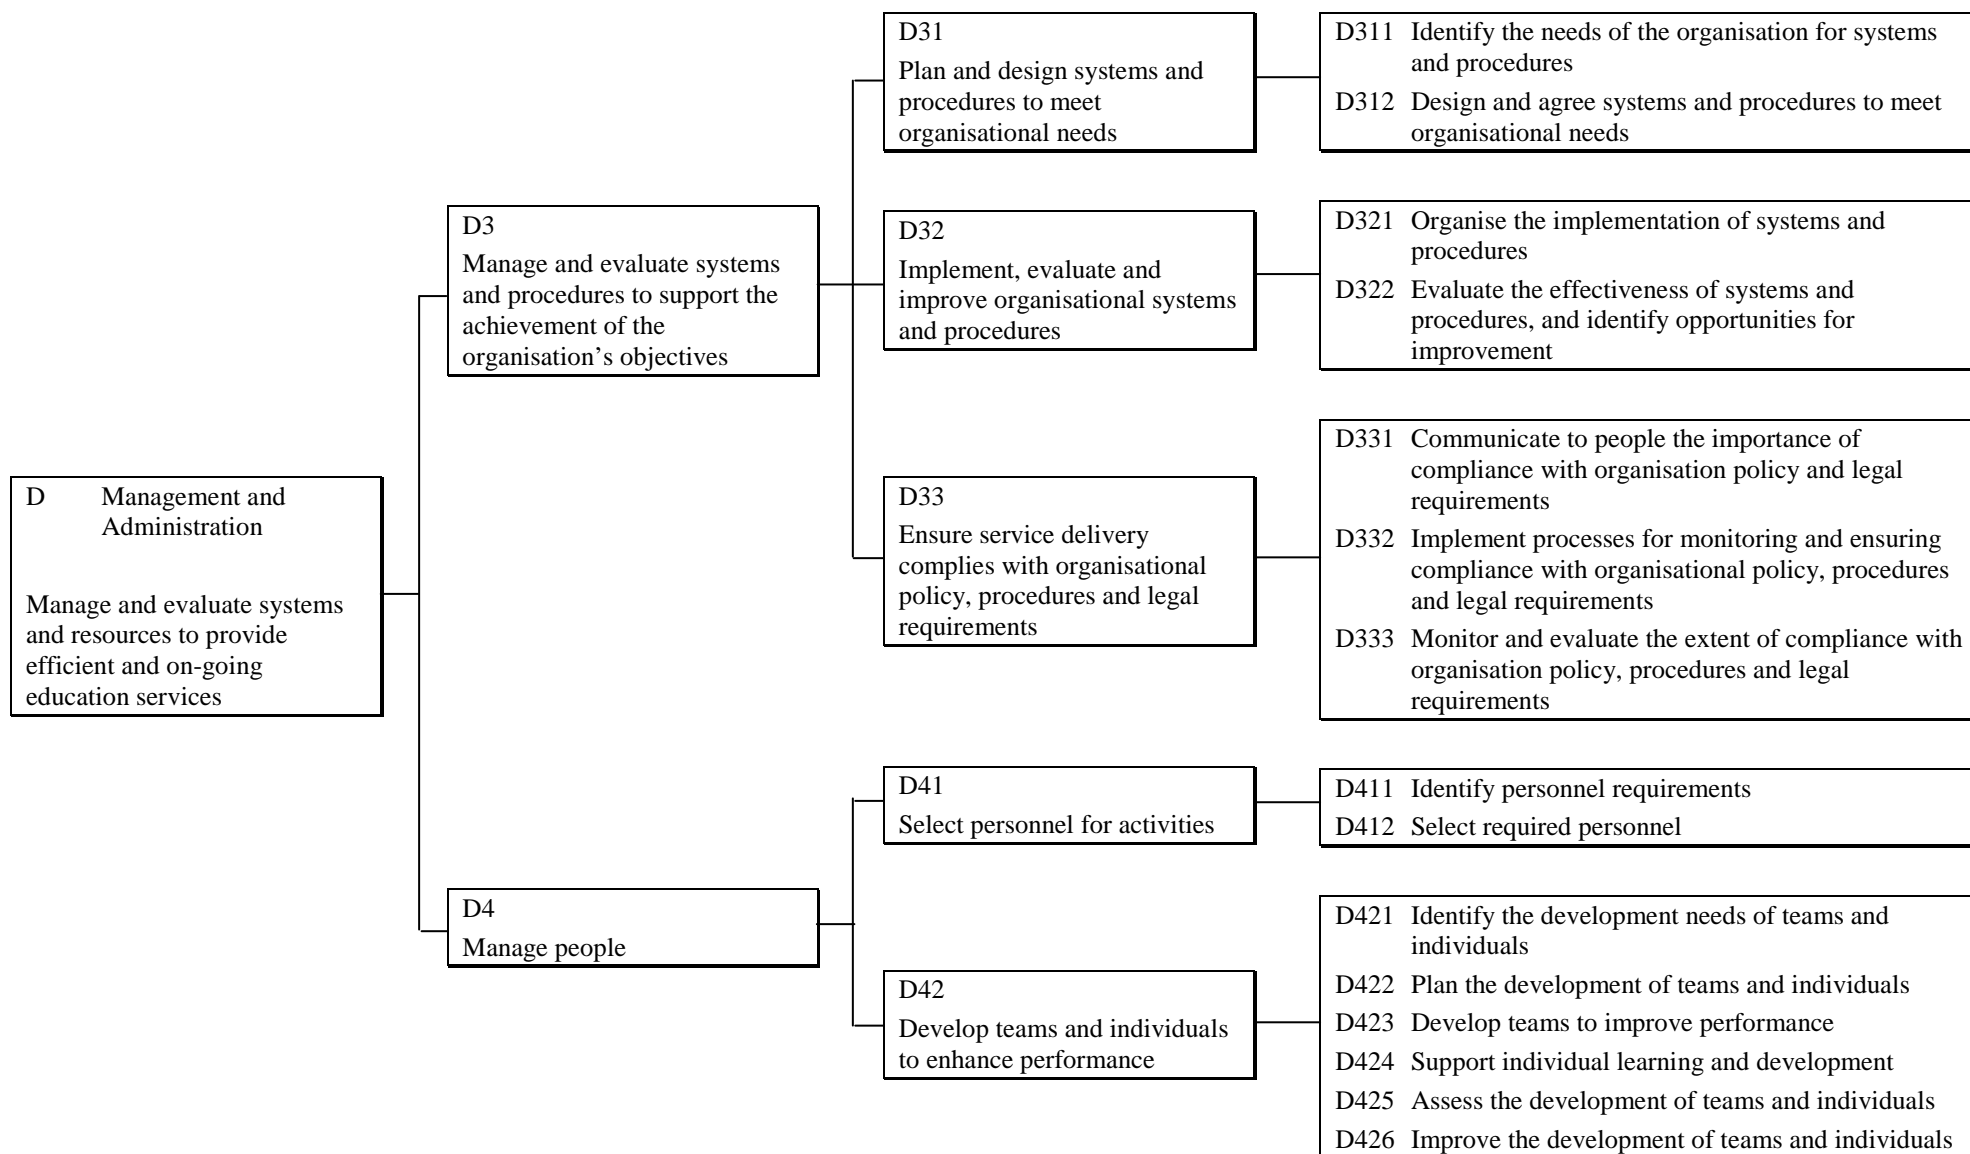 D Management and
Administration
Manage and evaluate systems
and resources to provide
efficient and on-going
education services
D3
Manage and evaluate systems
and procedures to support the
achievement of the
organisation’s objectives
D4
Manage people
D31
Plan and design systems and
procedures to meet
organisational needs
D32
Implement, evaluate and
improve organisational systems
and procedures
D33
Ensure service delivery
complies with organisational
policy, procedures and legal
requirements
D41
Select personnel for activities
D42
Develop teams and individuals
to enhance performance
D311 Identify the needs of the organisation for systems
and procedures
D312 Design and agree systems and procedures to meet
organisational needs
D321 Organise the implementation of systems and
procedures
D322 Evaluate the effectiveness of systems and
procedures, and identify opportunities for
improvement
D331 Communicate to people the importance of
compliance with organisation policy and legal
requirements
D332 Implement processes for monitoring and ensuring
compliance with organisational policy, procedures
and legal requirements
D333 Monitor and evaluate the extent of compliance with
organisation policy, procedures and legal
requirements
D411 Identify personnel requirements
D412 Select required personnel
D421 Identify the development needs of teams and
individuals
D422 Plan the development of teams and individuals
D423 Develop teams to improve performance
D424 Support individual learning and development
D425 Assess the development of teams and individuals
D426 Improve the development of teams and individuals